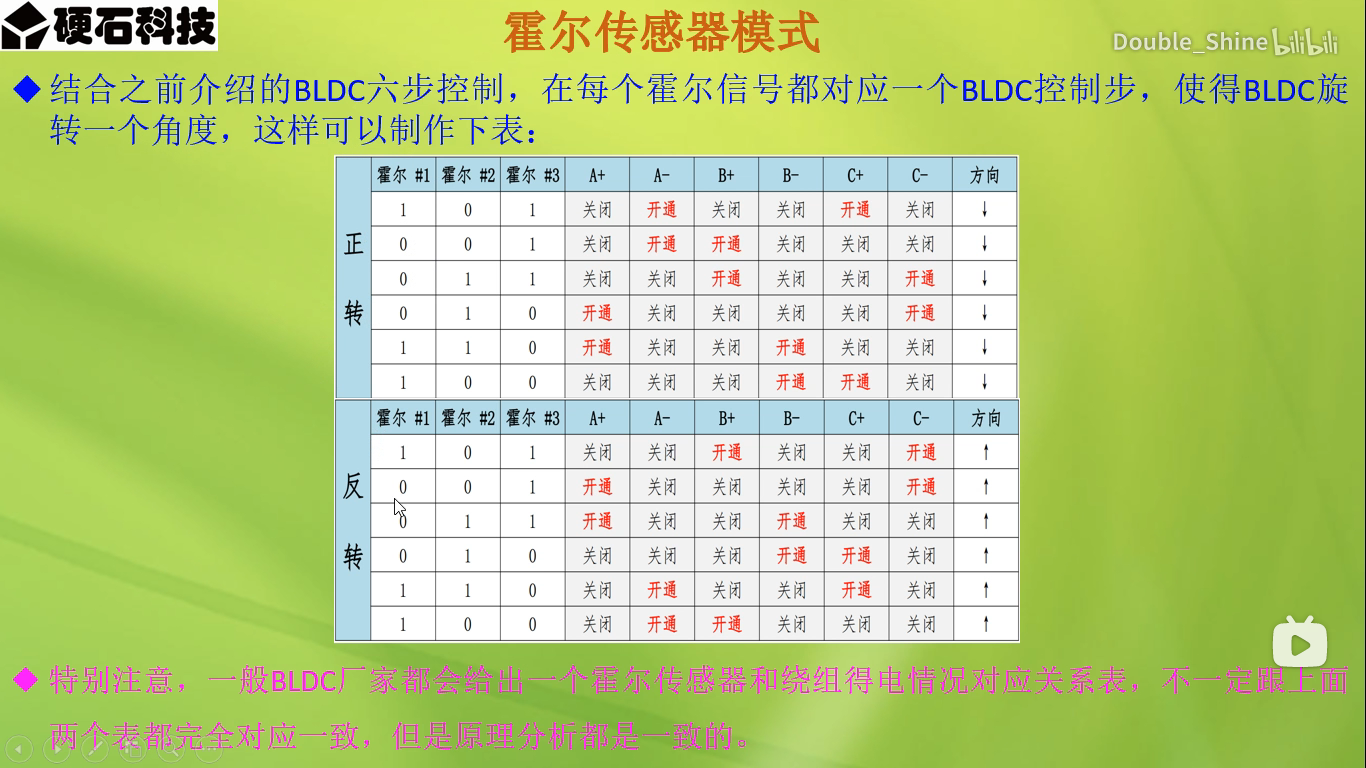 硬石科技
霍尔传感器模式
Double_Shine bilibili
结合之前介绍的BLDC六步控制，在每个霍尔信号都对应一个BLDC控制步，使得BLDC旋
转一个角度，这样可以制作下表：
正转
霍尔 #1 霍尔 #2 霍尔 #3 A+ A- B+ B- C+ C- 方向
1 0 1 关闭 开通 关闭 关闭 开通 关闭 ↓
0 0 1 关闭 开通 开通 关闭 关闭 关闭 ↓
0 1 1 关闭 关闭 开通 关闭 关闭 开通 ↓
0 1 0 开通 关闭 关闭 关闭 关闭 开通 ↓
1 1 0 开通 关闭 关闭 开通 关闭 关闭 ↓
1 0 0 关闭 关闭 关闭 开通 开通 关闭 ↓
反转
霍尔 #1 霍尔 #2 霍尔 #3 A+ A- B+ B- C+ C- 方向
1 0 1 关闭 关闭 开通 关闭 关闭 开通 ↑
0 0 1 开通 关闭 关闭 关闭 关闭 开通 ↑
0 1 1 开通 关闭 关闭 开通 关闭 关闭 ↑
0 1 0 关闭 关闭 关闭 开通 开通 关闭 ↑
1 1 0 关闭 开通 关闭 关闭 开通 关闭 ↑
1 0 0 关闭 开通 开通 关闭 关闭 关闭 ↑
特别注意，一般BLDC厂家都会给出一个霍尔传感器和绕组得电情况对应关系表，不一定跟上面
两个表都完全对应一致，但是原理分析都是一致的。